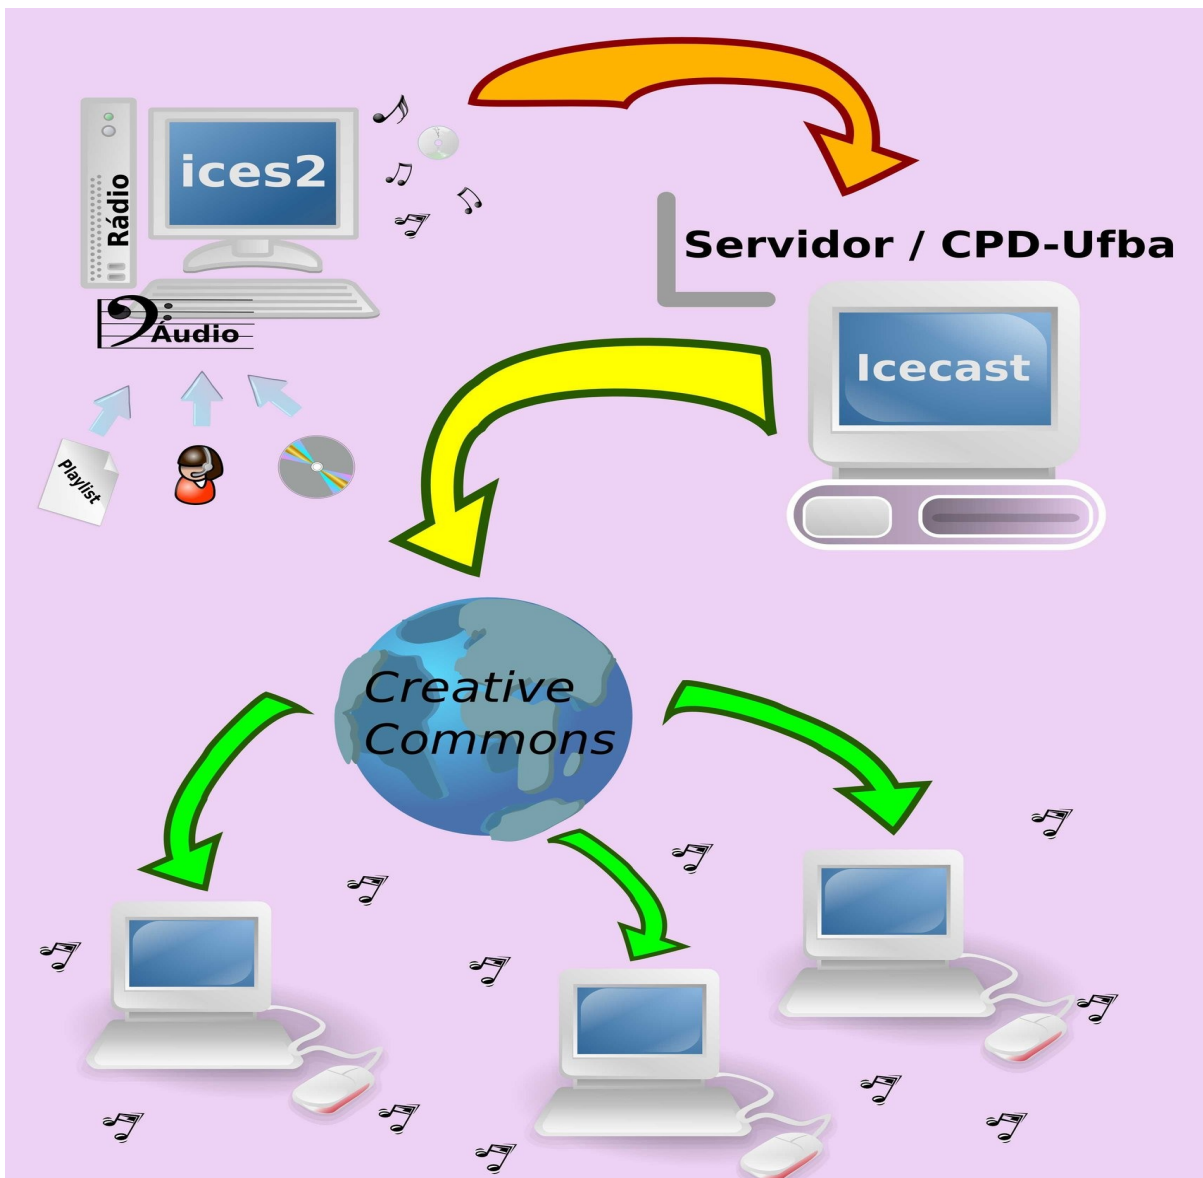 ices2
Rádio
Áudio
Playlist
Servidor / CPD-Ufba
Icecast
Creative
Commons